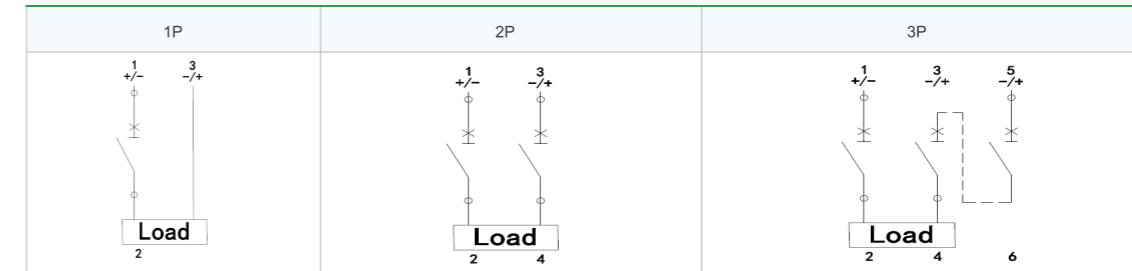 1P 2P 3P
1 3 1 3 1 3 5
+/− −/+ +/− −/+ +/− −/+ −/+
Load Load Load
2 2 4 2 4 6